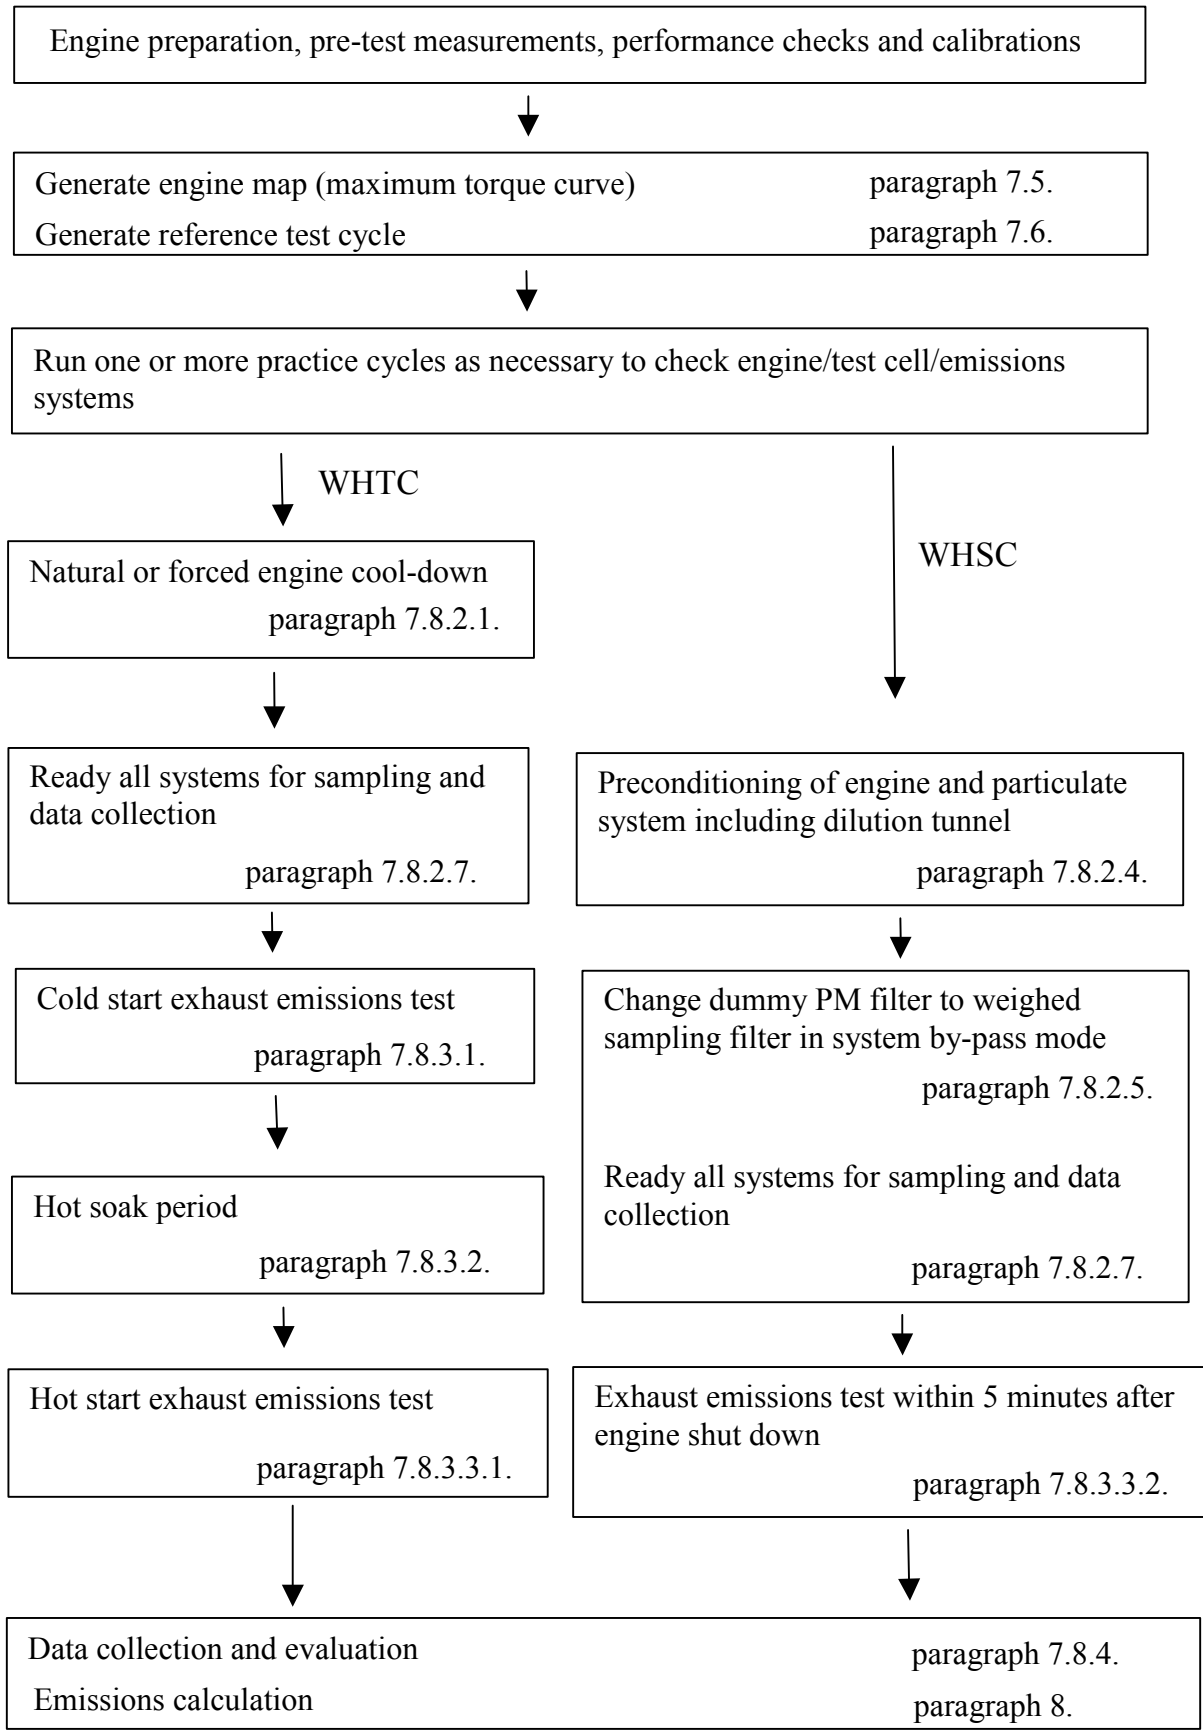 Engine preparation, pre-test measurements, performance checks and calibrations
Generate engine map (maximum torque curve) paragraph 7.5.
Generate reference test cycle paragraph 7.6.
Run one or more practice cycles as necessary to check engine/test cell/emissions
systems
WHTC
Natural or forced engine cool-down
paragraph 7.8.2.1.
Ready all systems for sampling and
data collection
paragraph 7.8.2.7.
Cold start exhaust emissions test
paragraph 7.8.3.1.
Hot soak period
paragraph 7.8.3.2.
Hot start exhaust emissions test
paragraph 7.8.3.3.1.
WHSC
Preconditioning of engine and particulate
system including dilution tunnel
paragraph 7.8.2.4.
Change dummy PM filter to weighed
sampling filter in system by-pass mode
paragraph 7.8.2.5.
Ready all systems for sampling and data
collection
paragraph 7.8.2.7.
Exhaust emissions test within 5 minutes after
engine shut down
paragraph 7.8.3.3.2.
Data collection and evaluation paragraph 7.8.4.
Emissions calculation paragraph 8.